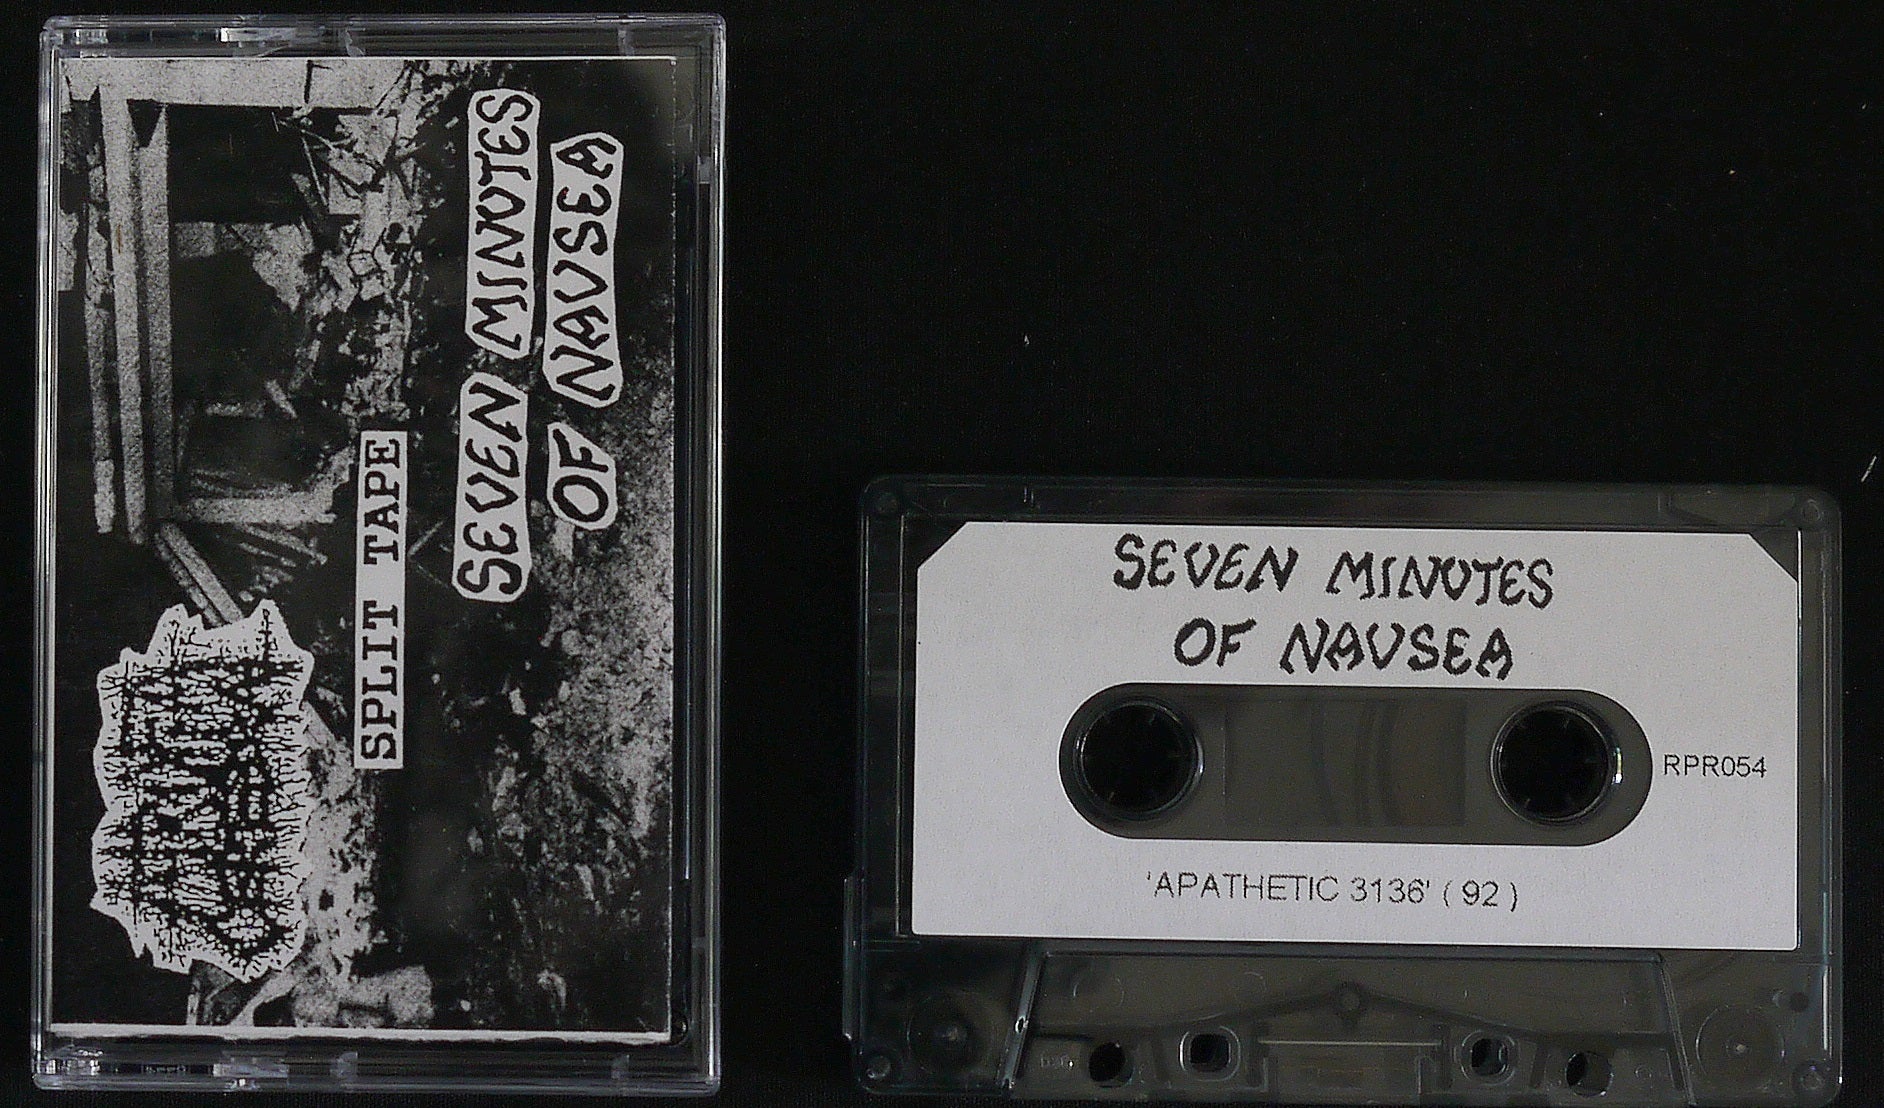 SEVEN MINUTES
OF NAUSEA
SPLIT TAPE
SEVEN MINUTES
OF NAUSEA
RPR054
'APATHETIC 3136' ( 92 )